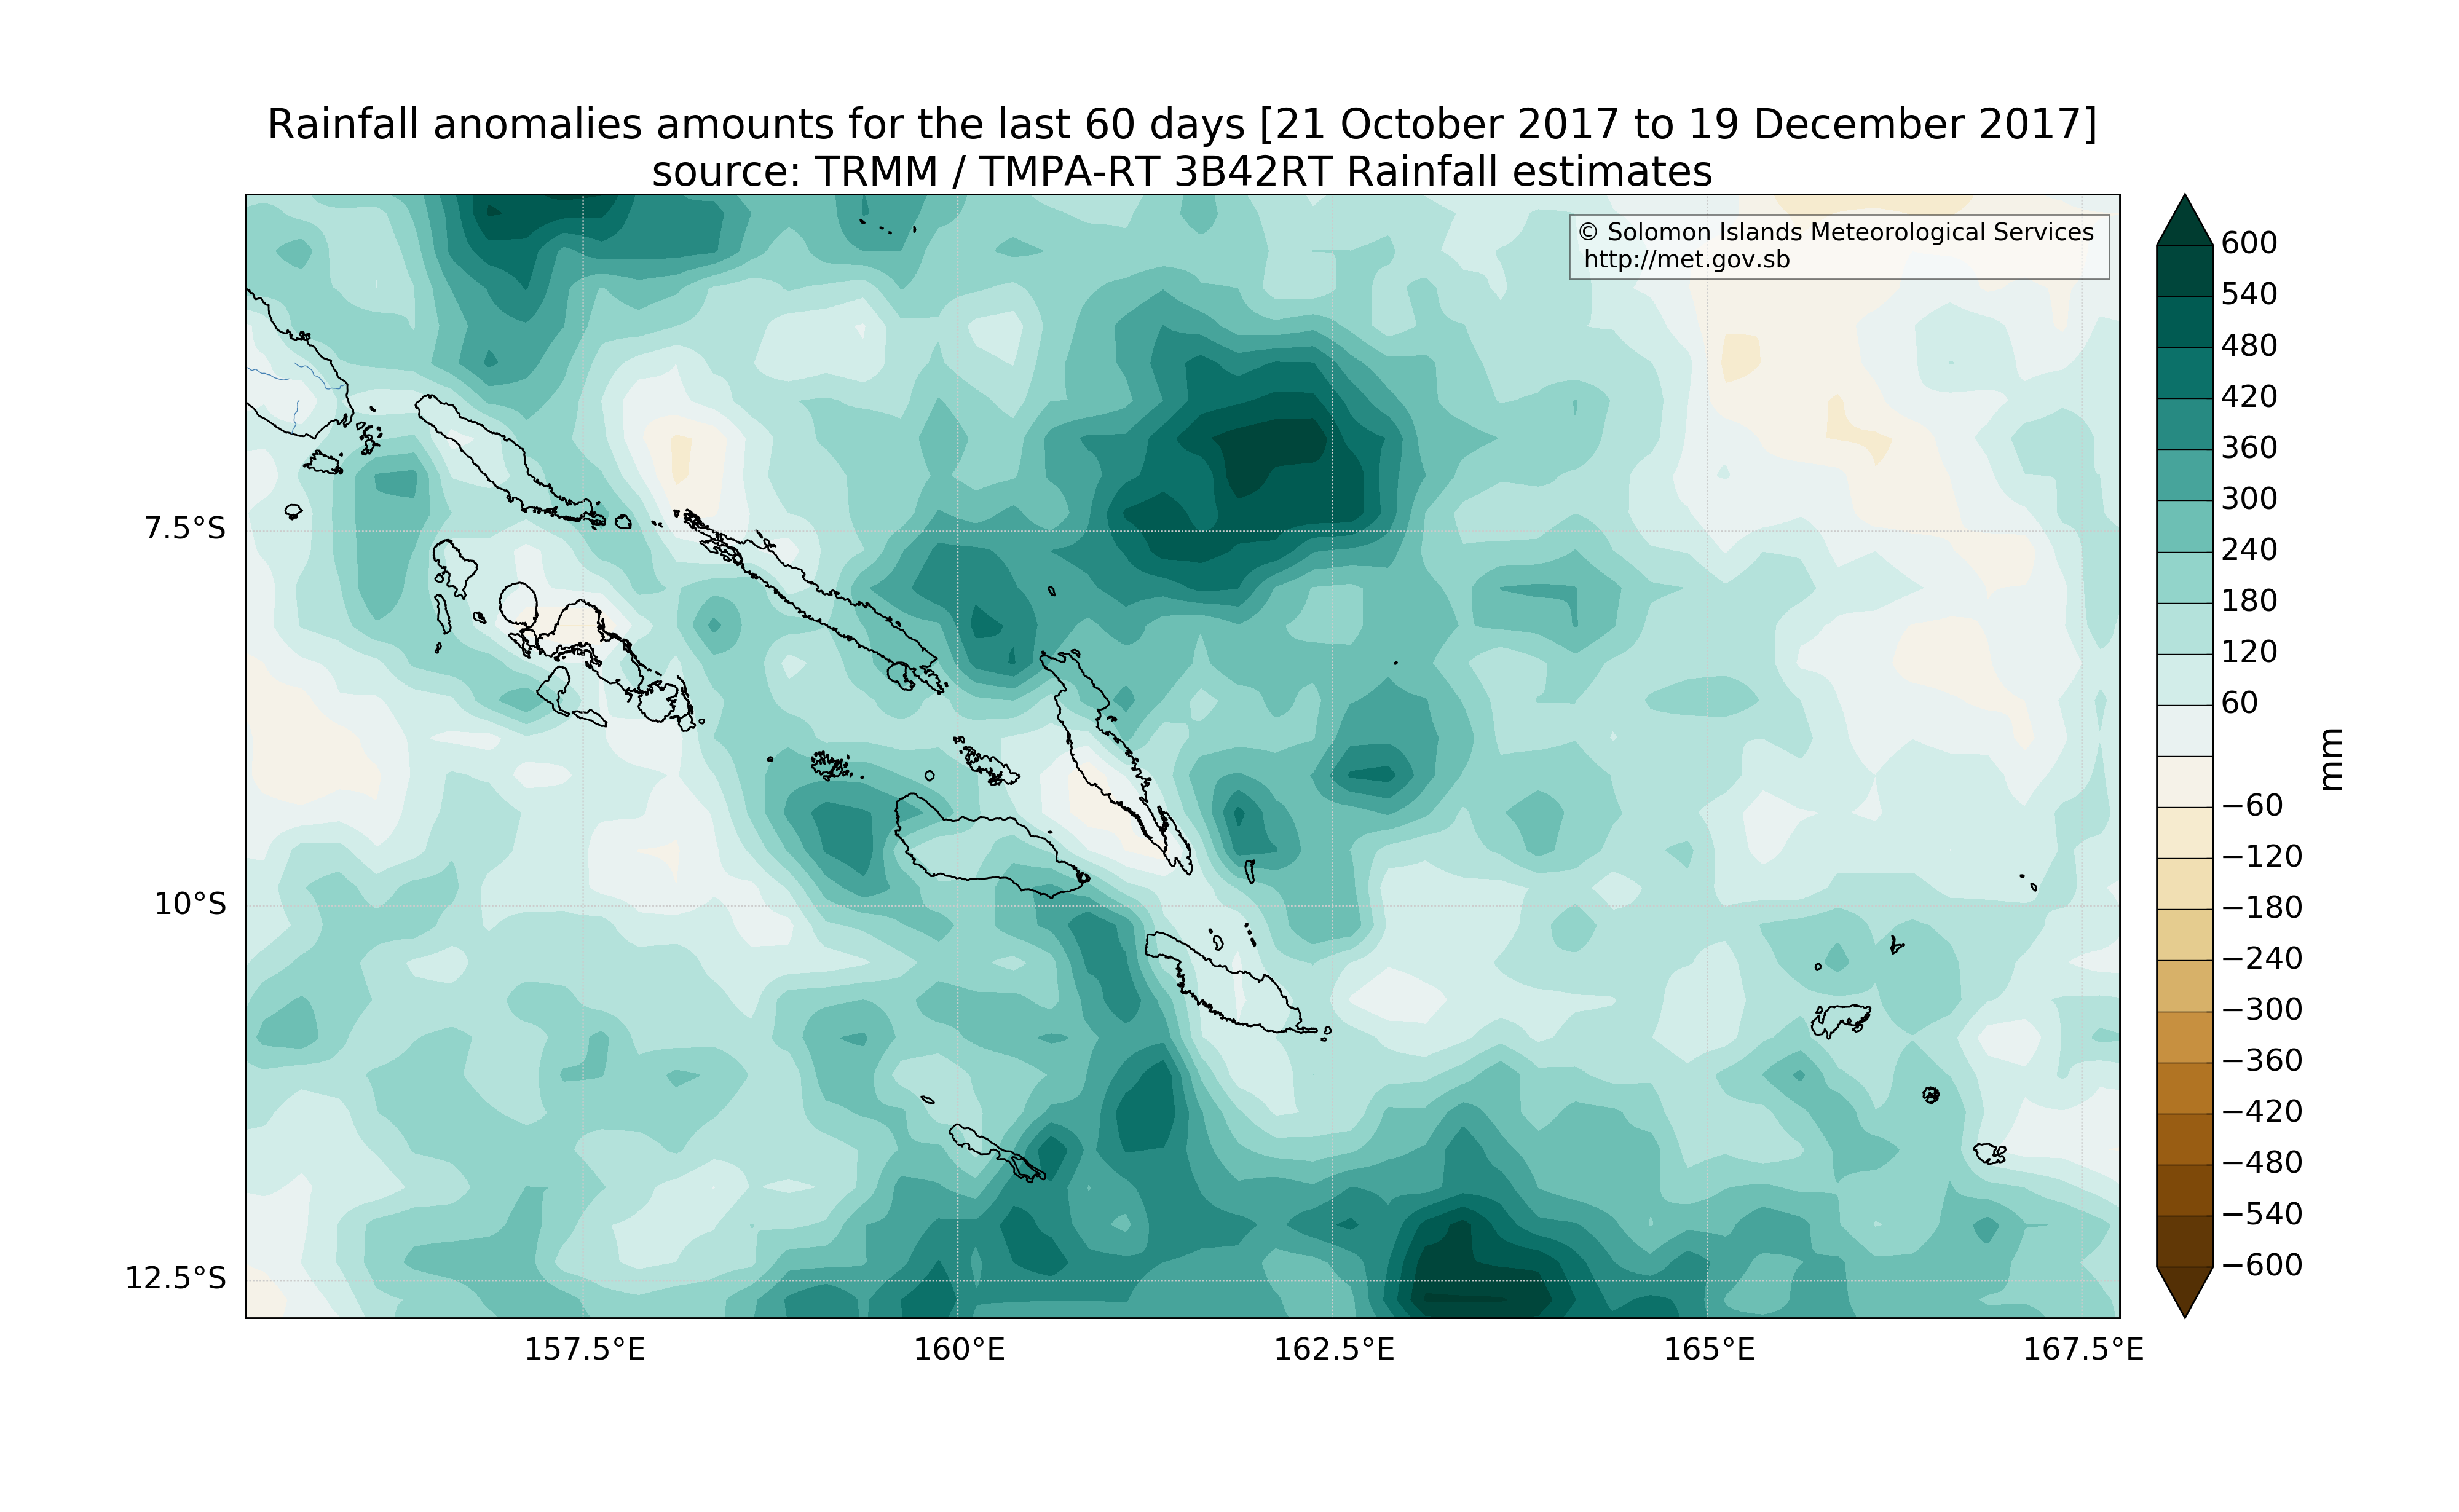 Rainfall anomalies amounts for the last 60 days [21 October 2017 to 19 December 2017]
source: TRMM / TMPA-RT 3B42RT Rainfall estimates
© Solomon Islands Meteorological Services
http://met.gov.sb
7.5°S
10°S
12.5°S
157.5°E
160°E
162.5°E
165°E
167.5°E
600
540
480
420
360
300
240
180
120
60
−60
−120
−180
−240
−300
−360
−420
−480
−540
−600
mm